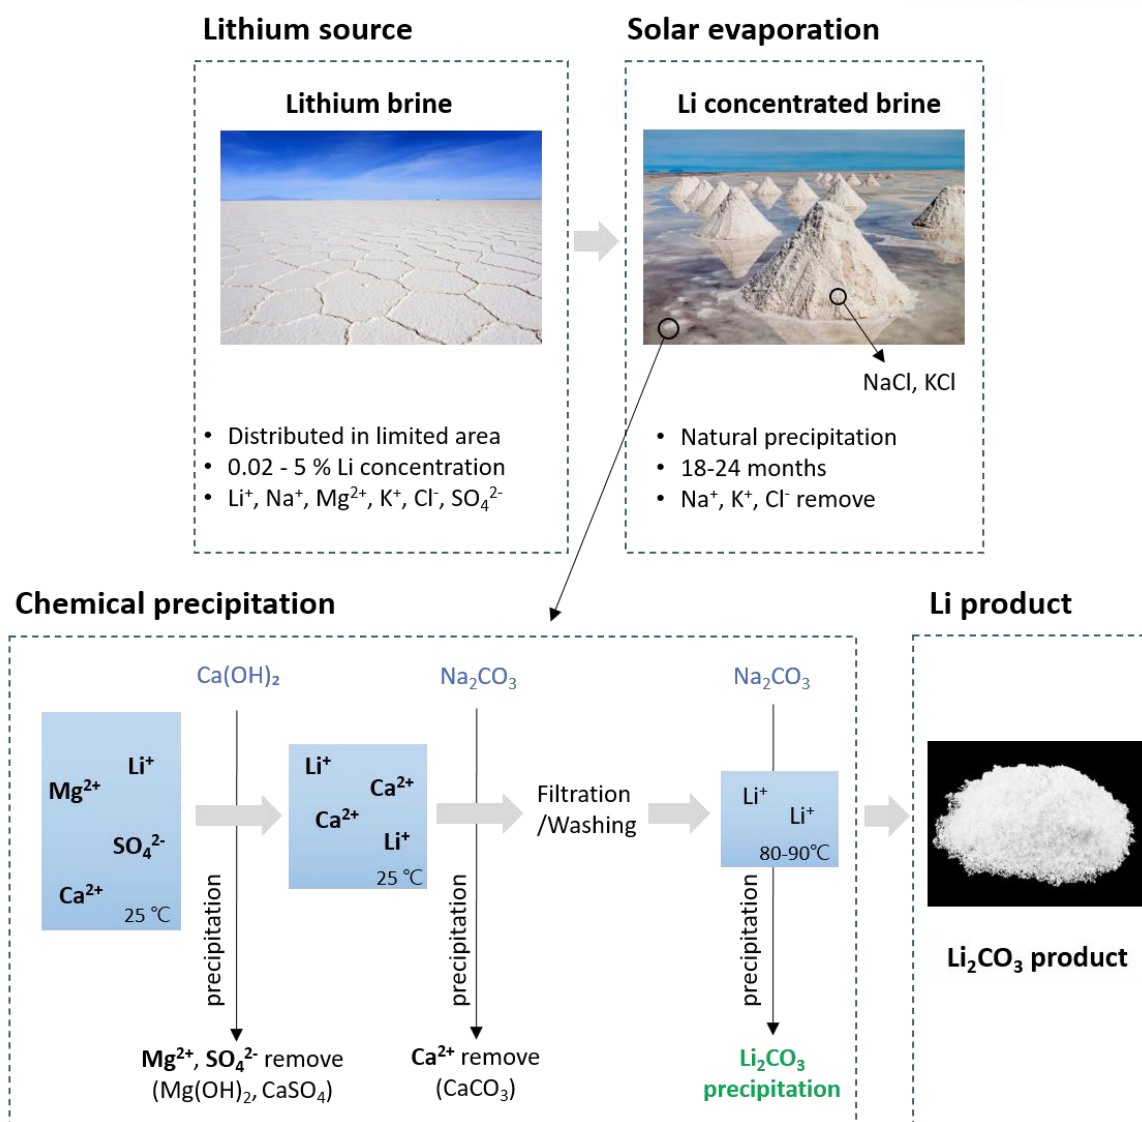 Lithium source
Solar evaporation
Lithium brine
Li concentrated brine
NaCl, KCl
• Distributed in limited area
• 0.02 - 5 % Li concentration
• Li⁺, Na⁺, Mg²⁺, K⁺, Cl⁻, SO₄²⁻
• Natural precipitation
• 18-24 months
• Na⁺, K⁺, Cl⁻ remove
Chemical precipitation
Li product
Ca(OH)₂
Na₂CO₃
Na₂CO₃
Li⁺
Mg²⁺
SO₄²⁻
Ca²⁺
25 ℃
Li⁺
Ca²⁺
Ca²⁺
Li⁺
25 ℃
Filtration
/Washing
Li⁺
Li⁺
80-90℃
precipitation
precipitation
precipitation
Mg²⁺, SO₄²⁻ remove
(Mg(OH)₂, CaSO₄)
Ca²⁺ remove
(CaCO₃)
Li₂CO₃
precipitation
Li₂CO₃ product